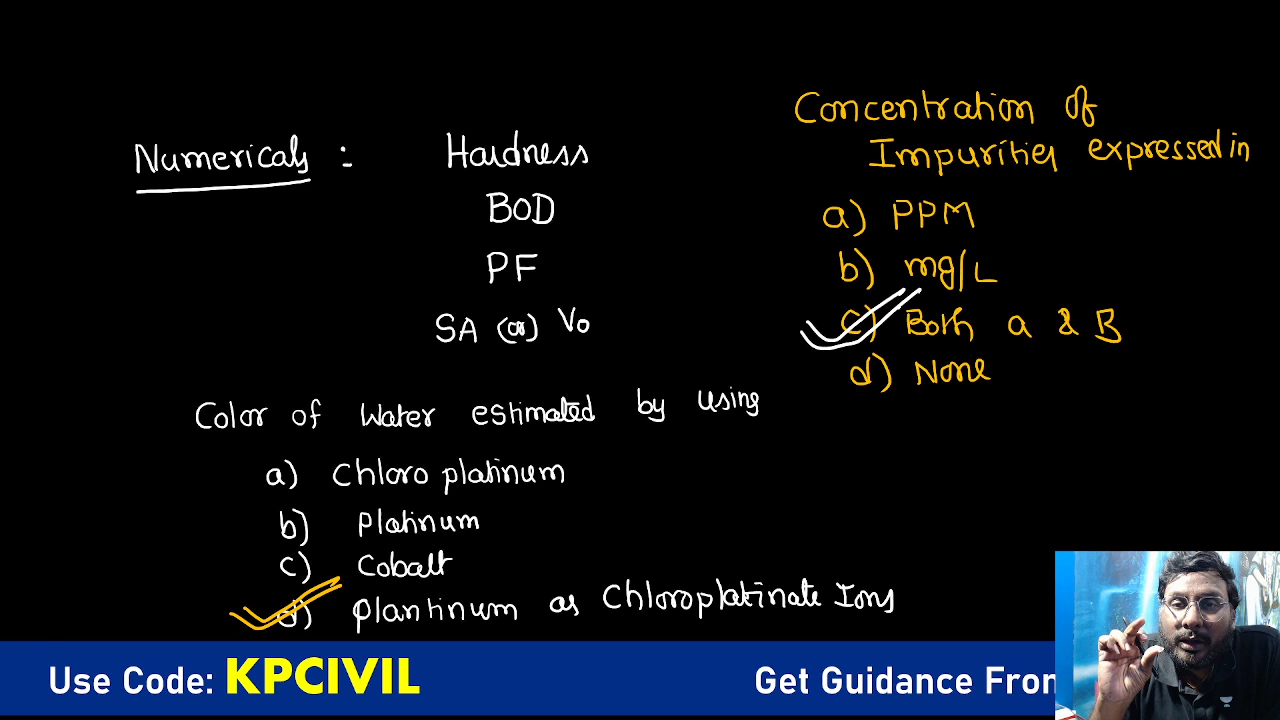 Numericals : Hardness
BOD
PF
SA (or) Vo
Concentration of
Impurities expressed in
a) PPM
b) mg/L
c) Both a & B
d) None
Color of Water estimated by using
a) Chloro platinum
b) Platinum
c) Cobalt
d) Plantinum as Chloroplatinate Ions
Use Code: KPCIVIL
Get Guidance From